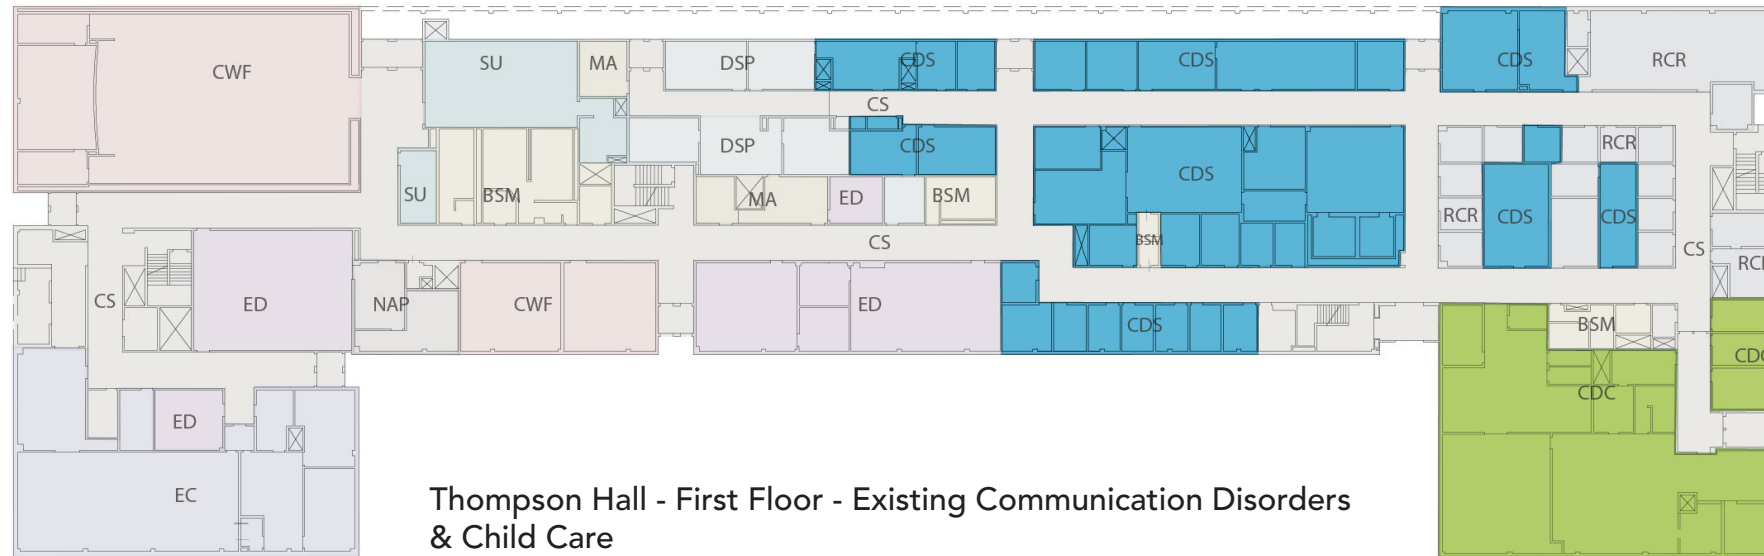 CWF
SU
MA
DSP
CDS
CDS
CDS
RCR
CS
DSP
CDS
CDS
RCR
SU
BSM
MA
ED
BSM
RCR
CDS
CDS
CS
BSM
CS
RCR
CS
ED
NAP
CWF
ED
CDS
BSM
CDC
CDC
ED
EC
Thompson Hall - First Floor - Existing Communication Disorders
& Child Care